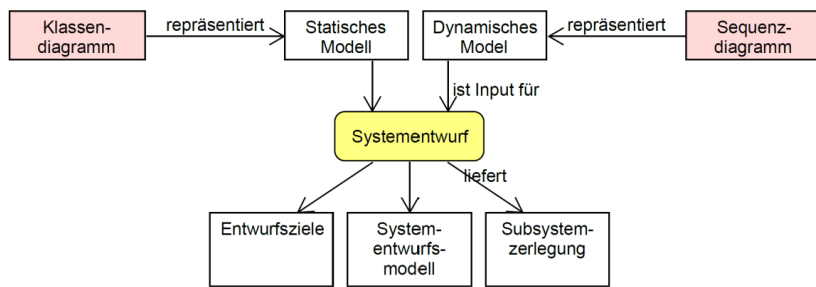 Klassen-
diagramm
repräsentiert
Statisches
Modell
Dynamisches
Model
repräsentiert
Sequenz-
diagramm
ist Input für
Systementwurf
liefert
Entwurfsziele
System-
entwurfs-
modell
Subsystem-
zerlegung